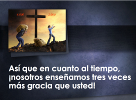 Así que en cuanto al tiempo,
¡nosotros enseñamos tres veces
más gracia que usted!